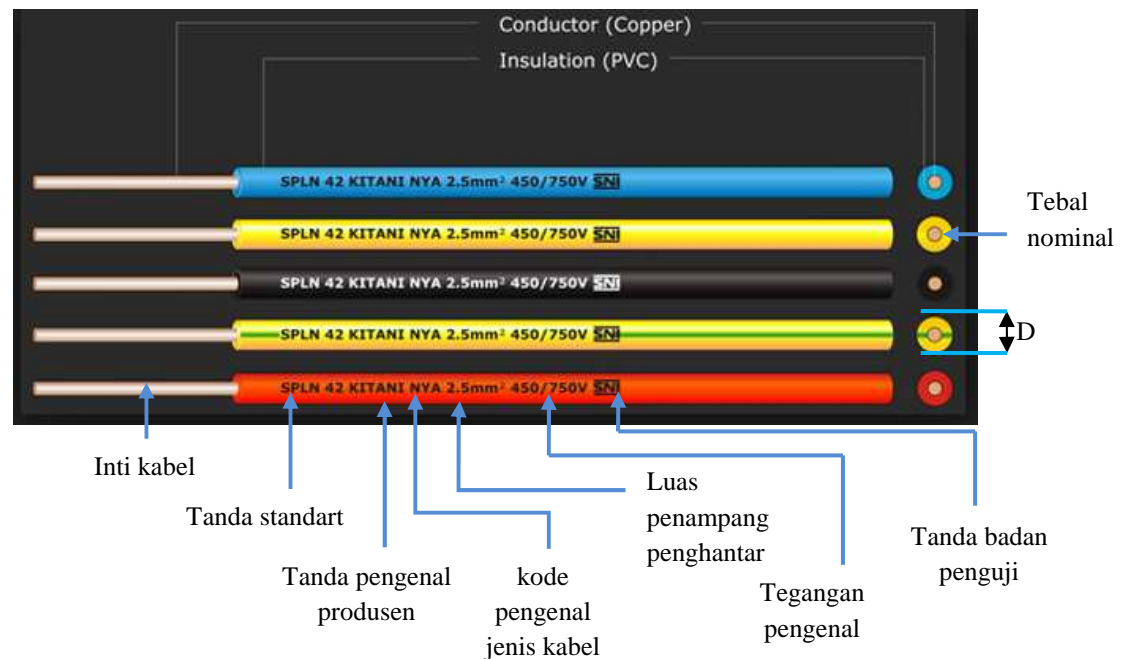 Conductor (Copper)
Insulation (PVC)
SPLN 42 KITANI NYA 2.5mm² 450/750V SNI
SPLN 42 KITANI NYA 2.5mm² 450/750V SNI
SPLN 42 KITANI NYA 2.5mm² 450/750V SNI
SPLN 42 KITANI NYA 2.5mm² 450/750V SNI
SPLN 42 KITANI NYA 2.5mm² 450/750V SNI
Tebal
nominal
D
Inti kabel
Tanda standart
Tanda pengenal
produsen
kode
pengenal
jenis kabel
Luas
penampang
penghantar
Tegangan
pengenal
Tanda badan
penguji